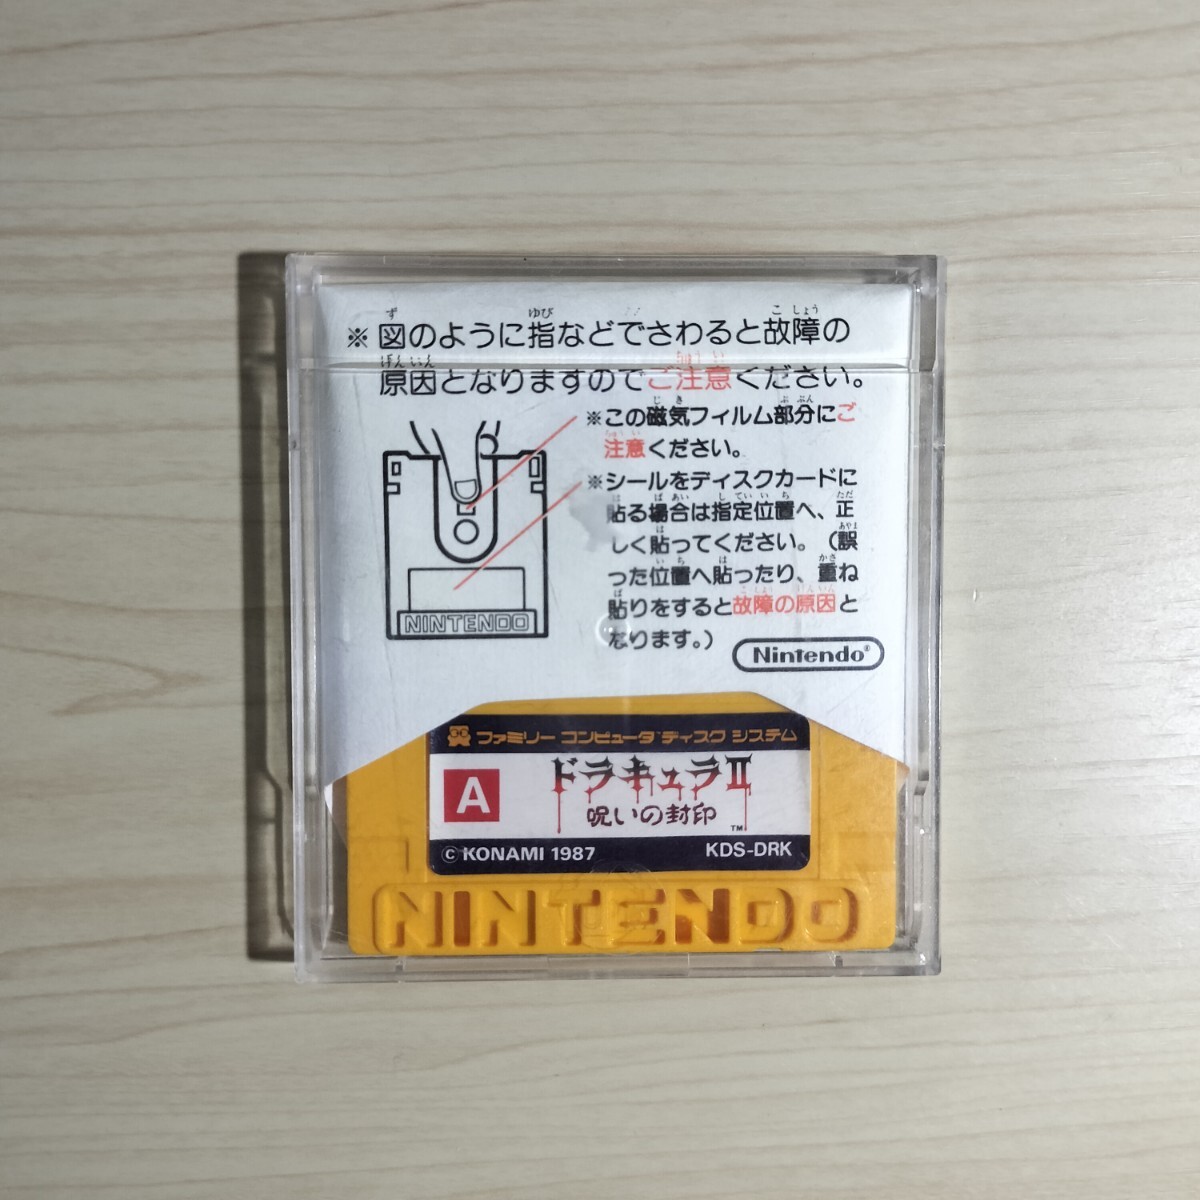 ※図のように指などでさわると故障の
原因となりますのでご注意ください。
※この磁気フィルム部分にご
注意ください。
※シールをディスクカードに
貼る場合は指定位置へ、正
しく貼ってください。（誤
った位置へ貼ったり、重ね
貼りをすると故障の原因と
なります。）
NINTENDO
Nintendo®
ファミリー コンピュータ ディスク システム
A
ドラキュラII
呪いの封印
TM
© KONAMI 1987 KDS-DRK
NINTENDO